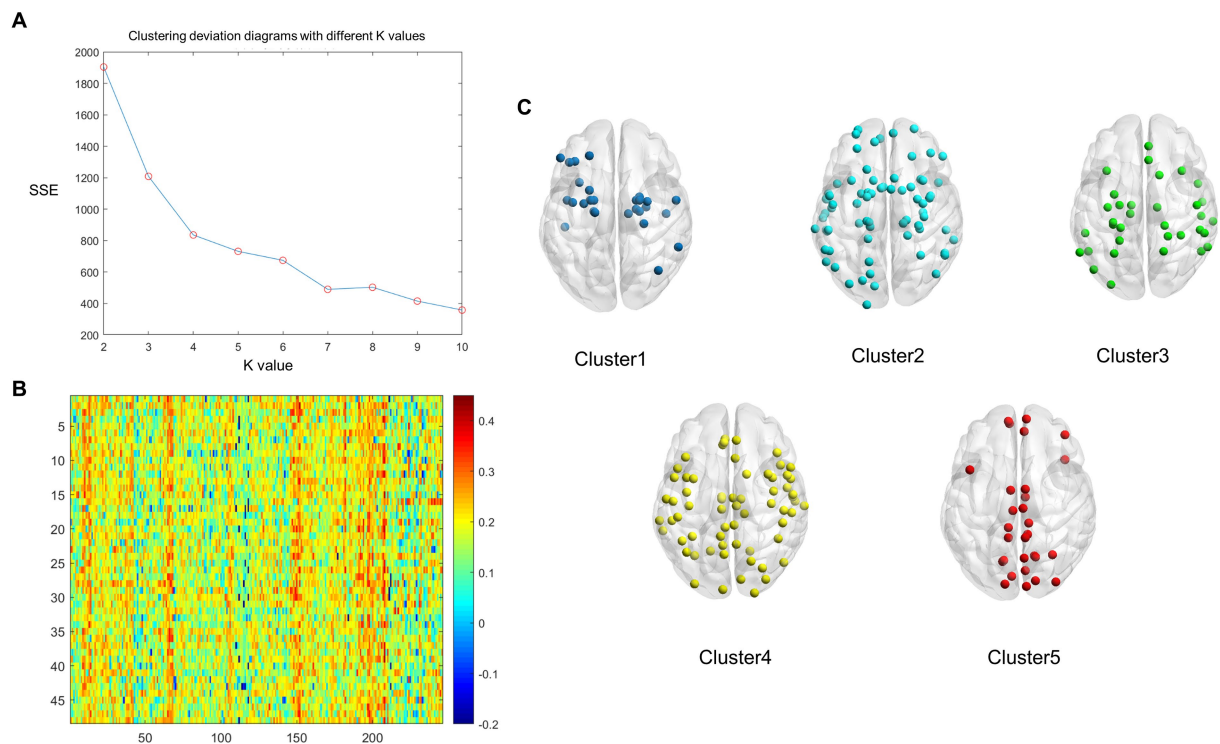 A
Clustering deviation diagrams with different K values
2000
1800
1600
1400
1200
SSE
1000
800
600
400
200
2 3 4 5 6 7 8 9 10
K value
B
5
10
15
20
25
30
35
40
45
50 100 150 200
0.4
0.3
0.2
0.1
0
-0.1
-0.2
C
Cluster1
Cluster2
Cluster3
Cluster4
Cluster5